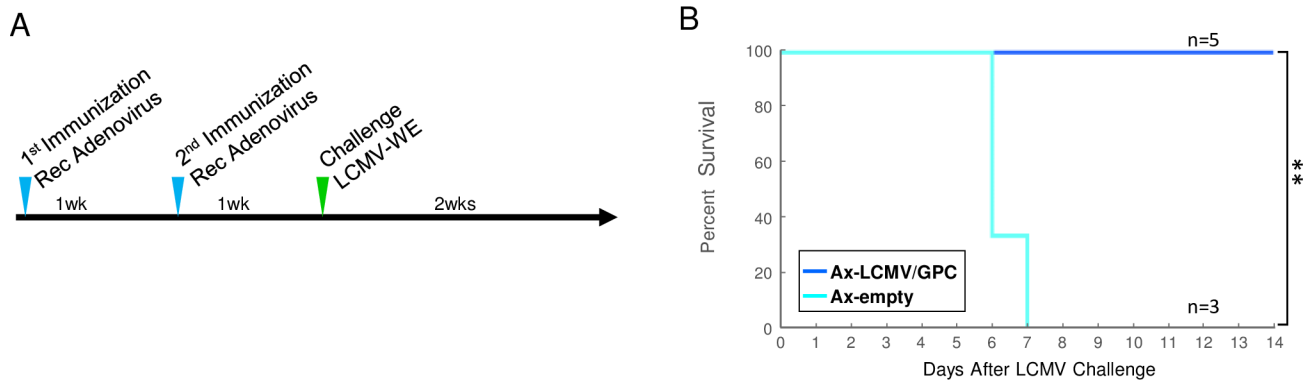 A
1st Immunization
Rec Adenovirus
2nd Immunization
Rec Adenovirus
Challenge
LCMV-WE
1wk
1wk
2wks
B
n=5
100
80
60
40
20
0
Percent Survival
Ax-LCMV/GPC
Ax-empty
n=3
**
0 1 2 3 4 5 6 7 8 9 10 11 12 13 14
Days After LCMV Challenge